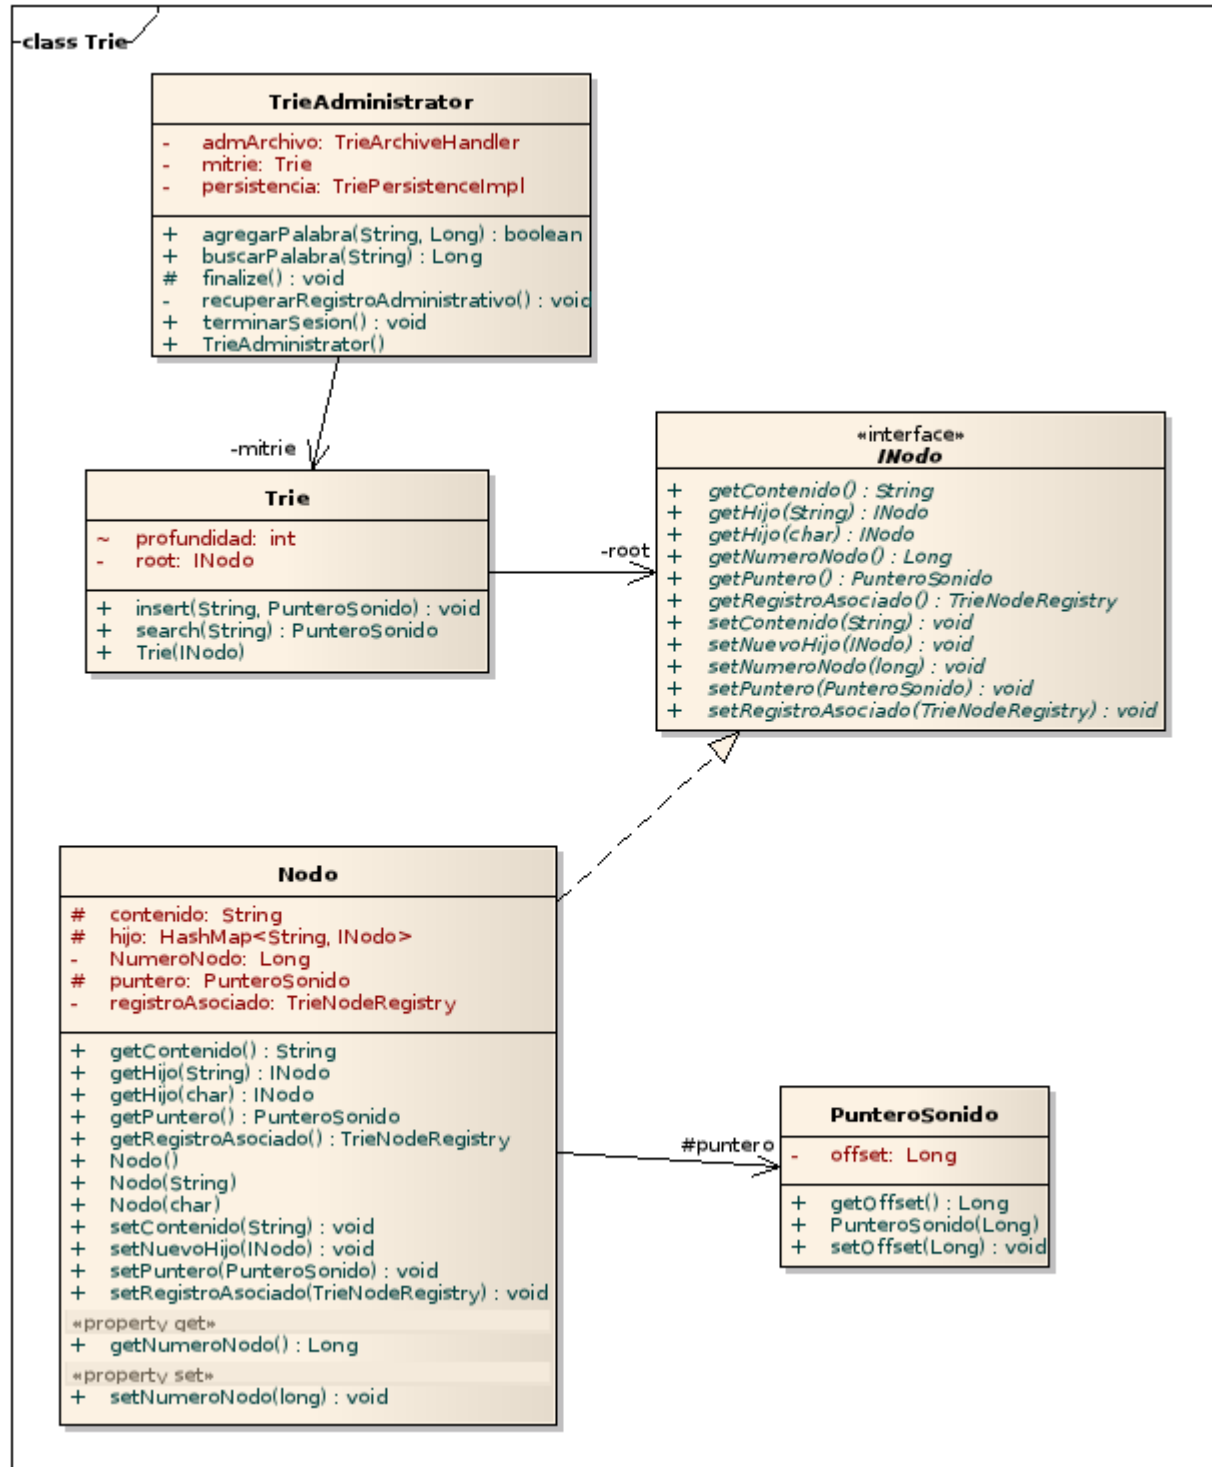 class Trie
TrieAdministrator
- admArchivo: TrieArchiveHandler
- mitrie: Trie
- persistencia: TriePersistenceImpl
+ agregarPalabra(String, Long) : boolean
+ buscarPalabra(String) : Long
# finalize() : void
- recuperarRegistroAdministrativo() : void
+ terminarSesion() : void
+ TrieAdministrator()
-mitrie
Trie
~ profundidad: int
- root: INodo
+ insert(String, PunteroSonido) : void
+ search(String) : PunteroSonido
+ Trie(INodo)
-root
«interface»
INodo
+ getContenido() : String
+ getHijo(String) : INodo
+ getHijo(char) : INodo
+ getNumeroNodo() : Long
+ getPuntero() : PunteroSonido
+ getRegistroAsociado() : TrieNodeRegistry
+ setContenido(String) : void
+ setNuevoHijo(INodo) : void
+ setNumeroNodo(long) : void
+ setPuntero(PunteroSonido) : void
+ setRegistroAsociado(TrieNodeRegistry) : void
Nodo
# contenido: String
# hijo: HashMap<String, INodo>
- NumeroNodo: Long
# puntero: PunteroSonido
- registroAsociado: TrieNodeRegistry
+ getContenido() : String
+ getHijo(String) : INodo
+ getHijo(char) : INodo
+ getPuntero() : PunteroSonido
+ getRegistroAsociado() : TrieNodeRegistry
+ Nodo()
+ Nodo(String)
+ Nodo(char)
+ setContenido(String) : void
+ setNuevoHijo(INodo) : void
+ setPuntero(PunteroSonido) : void
+ setRegistroAsociado(TrieNodeRegistry) : void
«property get»
+ getNumeroNodo() : Long
«property set»
+ setNumeroNodo(long) : void
#puntero
PunteroSonido
- offset: Long
+ getOffset() : Long
+ PunteroSonido(Long)
+ setOffset(Long) : void